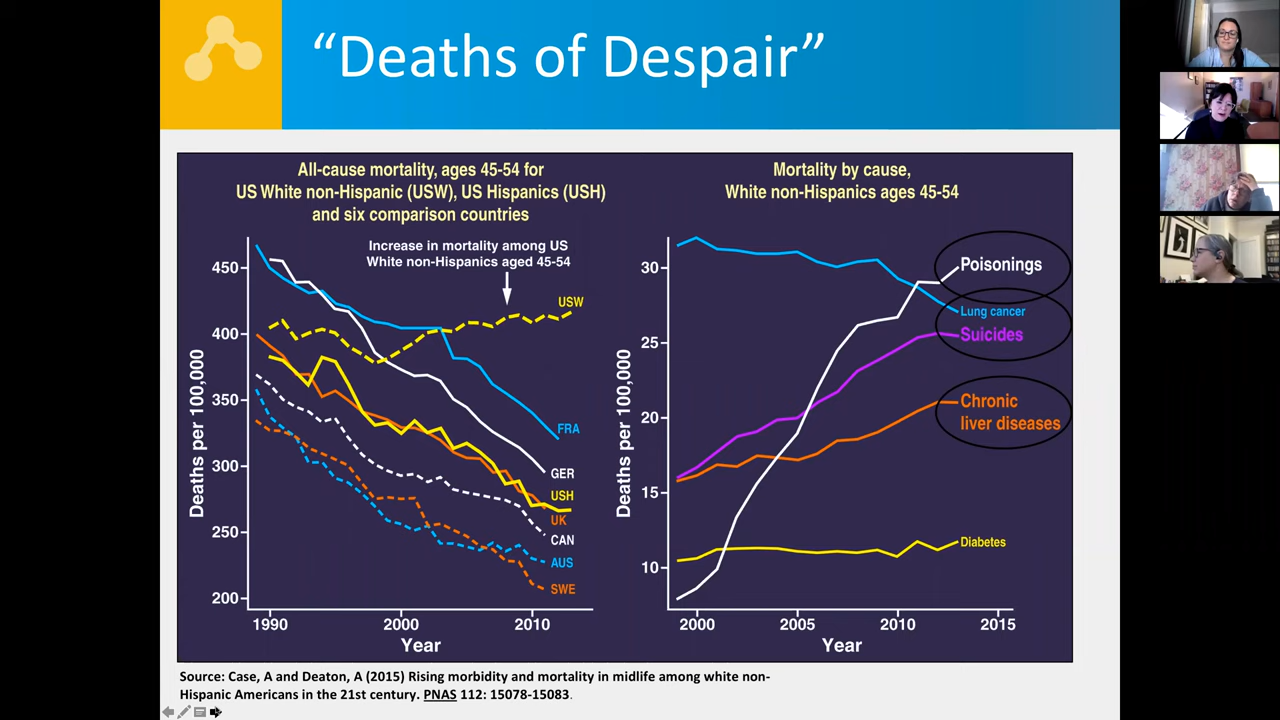 “Deaths of Despair”
All-cause mortality, ages 45-54 for
US White non-Hispanic (USW), US Hispanics (USH)
and six comparison countries
Increase in mortality among US
White non-Hispanics aged 45-54
Deaths per 100,000
450
400
350
300
250
200
USW
FRA
GER
USH
UK
CAN
AUS
SWE
1990
2000
2010
Year
Mortality by cause,
White non-Hispanics ages 45-54
Deaths per 100,000
30
25
20
15
10
Poisonings
Lung cancer
Suicides
Chronic
liver diseases
Diabetes
2000
2005
2010
2015
Year
Source: Case, A and Deaton, A (2015) Rising morbidity and mortality in midlife among white non-
Hispanic Americans in the 21st century. PNAS 112: 15078-15083.